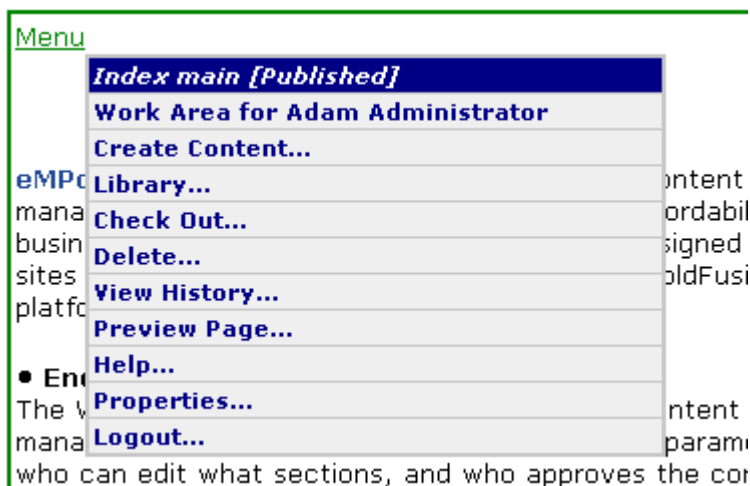 Menu
Index main [Published]
Work Area for Adam Administrator
Create Content...
Library...
Check Out...
Delete...
View History...
Preview Page...
Help...
Properties...
Logout...
who can edit what sections, and who approves the